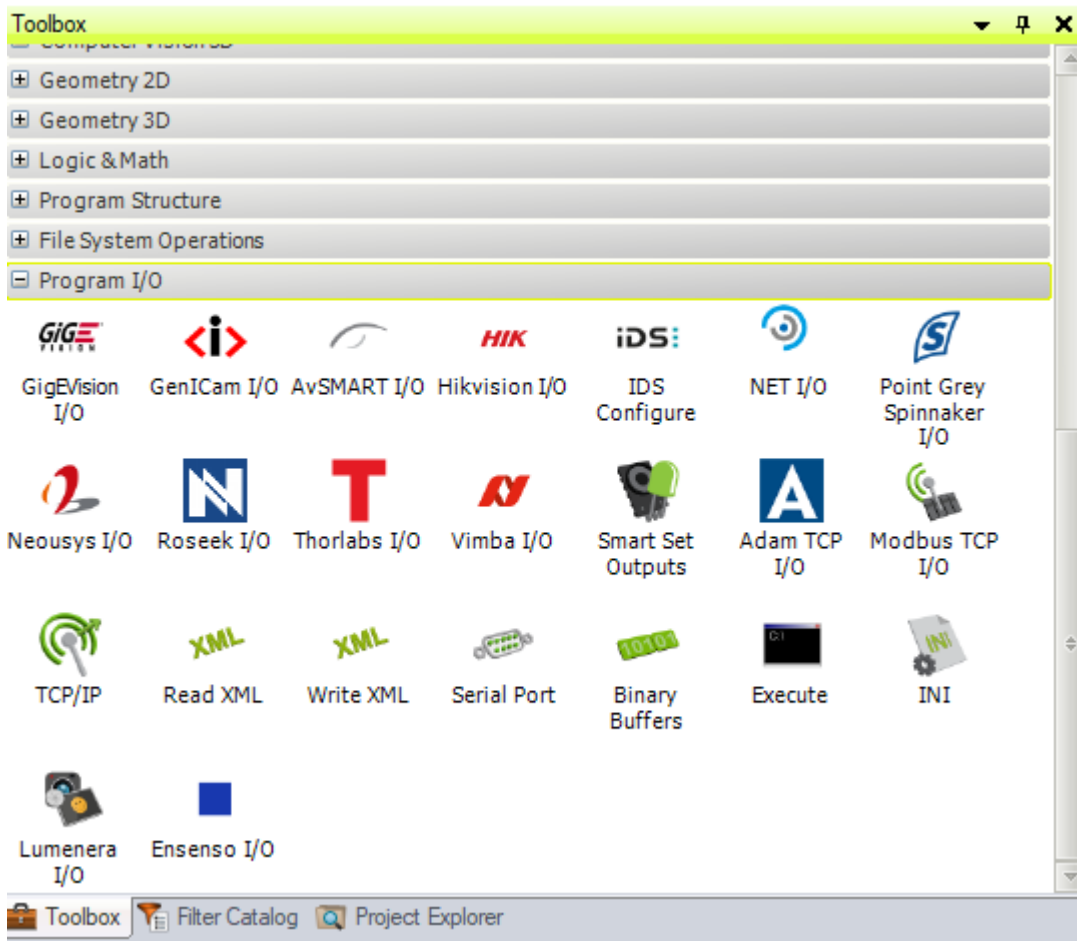 Toolbox
Geometry 2D
Geometry 3D
Logic & Math
Program Structure
File System Operations
Program I/O
GiGE
VISION
<i>
HIK
iDS
S
GigEVision I/O
GenICam I/O
AvSMART I/O
Hikvision I/O
IDS Configure
NET I/O
Point Grey Spinnaker I/O
N
T
A
Neousys I/O
Roseek I/O
Thorlabs I/O
Vimba I/O
Smart Set Outputs
Adam TCP I/O
Modbus TCP I/O
XML
XML
10101
C:\
INI
TCP/IP
Read XML
Write XML
Serial Port
Binary Buffers
Execute
INI
Lumenera I/O
Ensenso I/O
Toolbox
Filter Catalog
Project Explorer